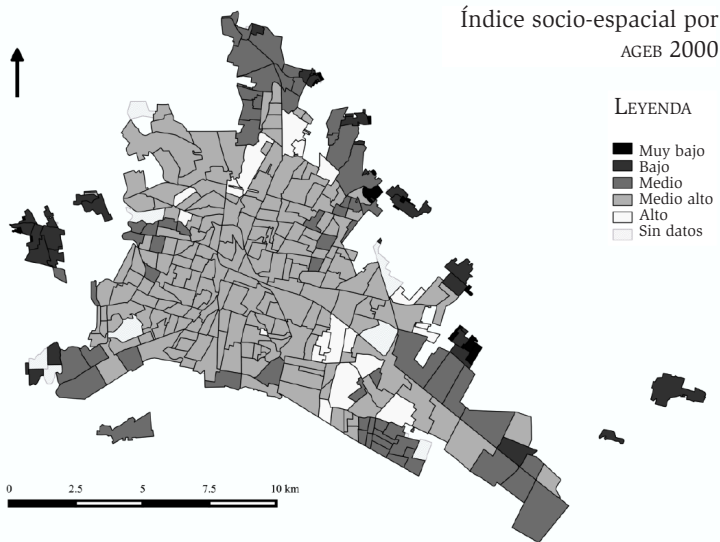 Índice socio-espacial por
AGEB 2000
LEYENDA
Muy bajo
Bajo
Medio
Medio alto
Alto
Sin datos
0 2.5 5 7.5 10 km